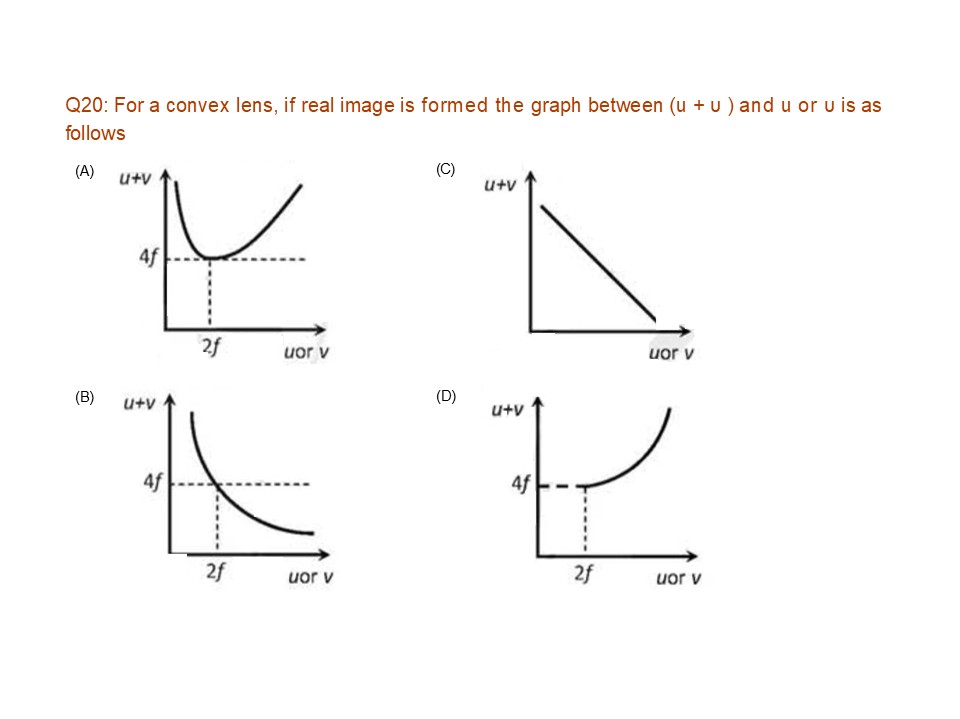 Q20: For a convex lens, if real image is formed the graph between (u + υ ) and u or υ is as
follows
(A)
u+v
4f
2f
uor v
(C)
u+v
uor v
(B)
u+v
4f
2f
uor v
(D)
u+v
4f
2f
uor v